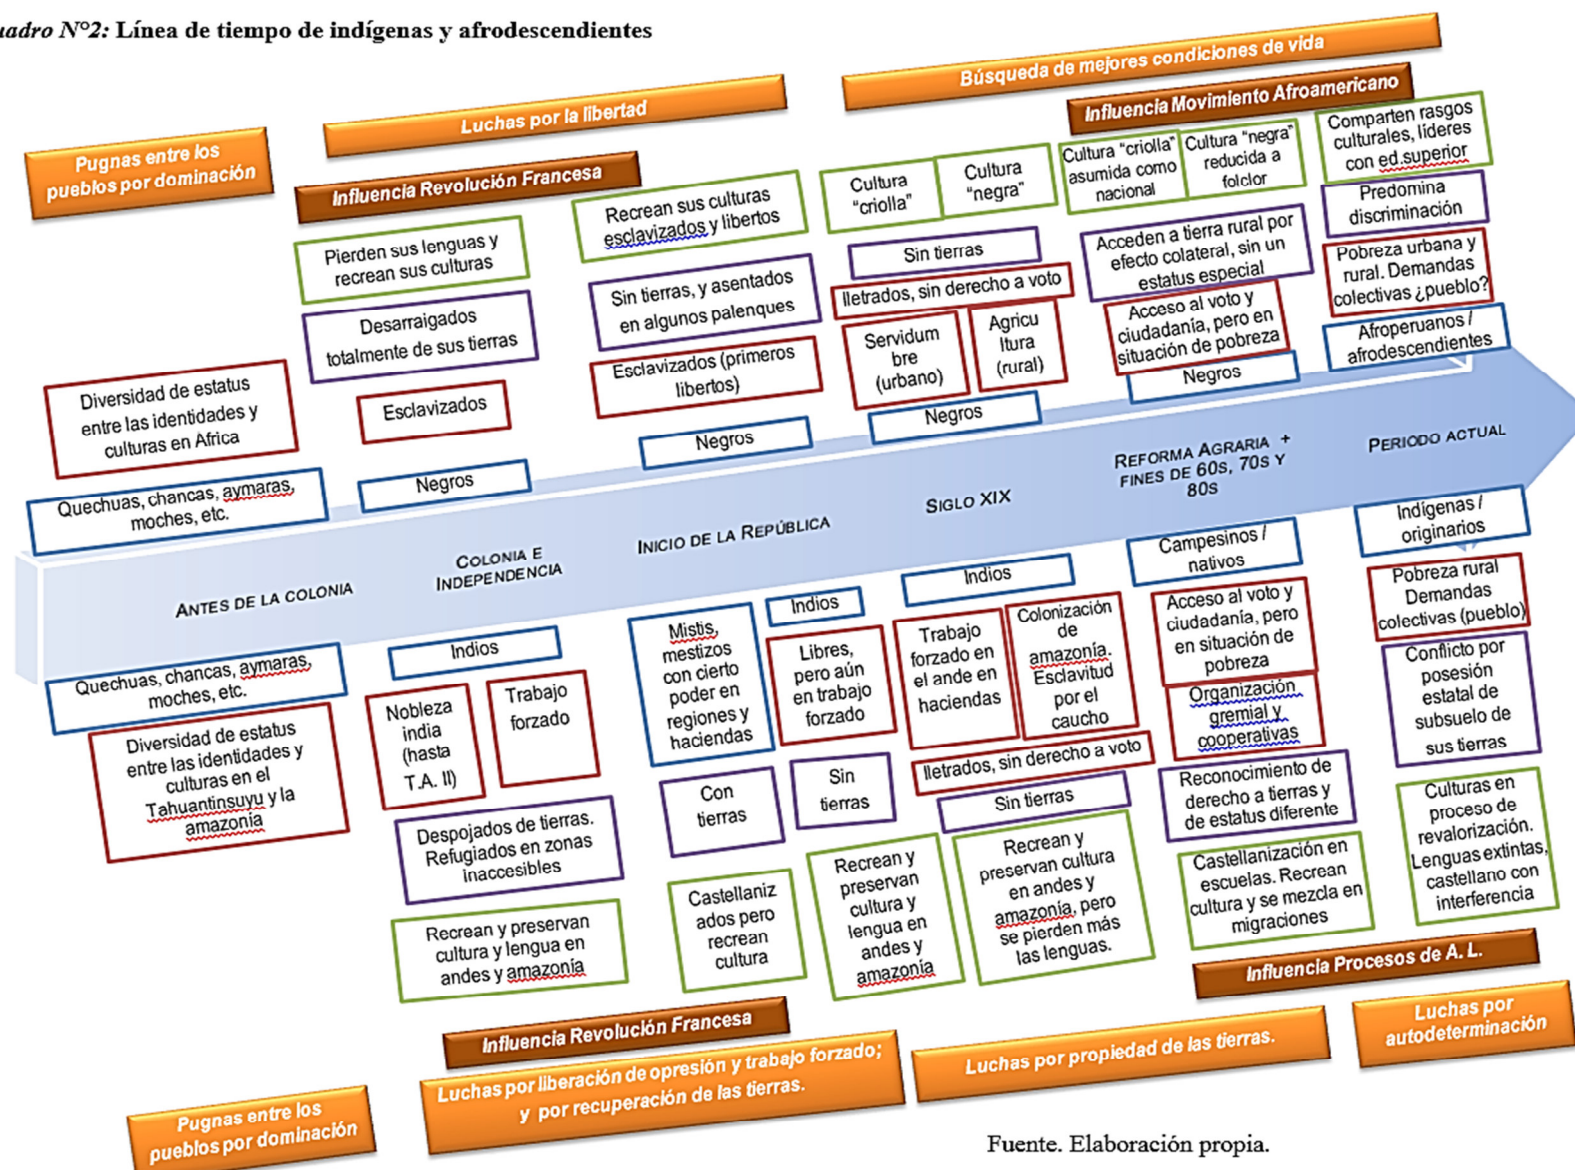 uadro N°2: Línea de tiempo de indígenas y afrodescendientes
Pugnas entre los
pueblos por dominación
Luchas por la libertad
Búsqueda de mejores condiciones de vida
Influencia Revolución Francesa
Influencia Movimiento Afroamericano
Diversidad de estatus
entre las identidades y
culturas en Africa
Quechuas, chancas, aymaras,
moches, etc.
Pierden sus lenguas y
recrean sus culturas
Desarraigados
totalmente de sus tierras
Esclavizados
Negros
Recrean sus culturas
esclavizados y libertos
Sin tierras, y asentados
en algunos palenques
Esclavizados (primeros
libertos)
Negros
Cultura
“criolla”
Cultura
“negra”
Sin tierras
Iletrados, sin derecho a voto
Servidum
bre
(urbano)
Agricu
ltura
(rural)
Negros
Cultura “criolla”
asumida como
nacional
Cultura “negra”
reducida a
folclor
Acceden a tierra rural por
efecto colateral, sin un
estatus especial
Acceso al voto y
ciudadanía, pero en
situación de pobreza
Negros
Comparten rasgos
culturales, líderes
con ed.superior
Predomina
discriminación
Pobreza urbana y
rural. Demandas
colectivas ¿pueblo?
Afroperuanos /
afrodescendientes
ANTES DE LA COLONIA
COLONIA E
INDEPENDENCIA
INICIO DE LA REPÚBLICA
SIGLO XIX
REFORMA AGRARIA +
FINES DE 60S, 70S Y
80S
PERIODO ACTUAL
Quechuas, chancas, aymaras,
moches, etc.
Diversidad de estatus
entre las identidades y
culturas en el
Tahuantinsuyu y la
amazonía
Indios
Nobleza
india
(hasta
T.A. II)
Trabajo
forzado
Despojados de tierras.
Refugiados en zonas
inaccesibles
Recrean y preservan
cultura y lengua en
andes y amazonía
Mistis,
mestizos
con cierto
poder en
regiones y
haciendas
Con
tierras
Castellaniz
ados pero
recrean
cultura
Indios
Libres,
pero aún
en trabajo
forzado
Sin
tierras
Recrean y
preservan
cultura y
lengua en
andes y
amazonía
Indios
Trabajo
forzado en
el ande en
haciendas
Colonización
de
amazonía.
Esclavitud
por el
caucho
Iletrados, sin derecho a voto
Sin tierras
Recrean y
preservan cultura
en andes y
amazonía, pero
se pierden más
las lenguas.
Campesinos /
nativos
Acceso al voto y
ciudadanía, pero
en situación de
pobreza
Organización
gremial y
cooperativas
Reconocimiento de
derecho a tierras y
de estatus diferente
Castellanización en
escuelas. Recrean
cultura y se mezcla en
migraciones
Indígenas /
originarios
Pobreza rural
Demandas
colectivas (pueblo)
Conflicto por
posesión
estatal de
subsuelo de
sus tierras
Culturas en
proceso de
revalorización.
Lenguas extintas,
castellano con
interferencia
Influencia Revolución Francesa
Influencia Procesos de A. L.
Pugnas entre los
pueblos por dominación
Luchas por liberación de opresión y trabajo forzado;
y por recuperación de las tierras.
Luchas por propiedad de las tierras.
Luchas por
autodeterminación
Fuente. Elaboración propia.